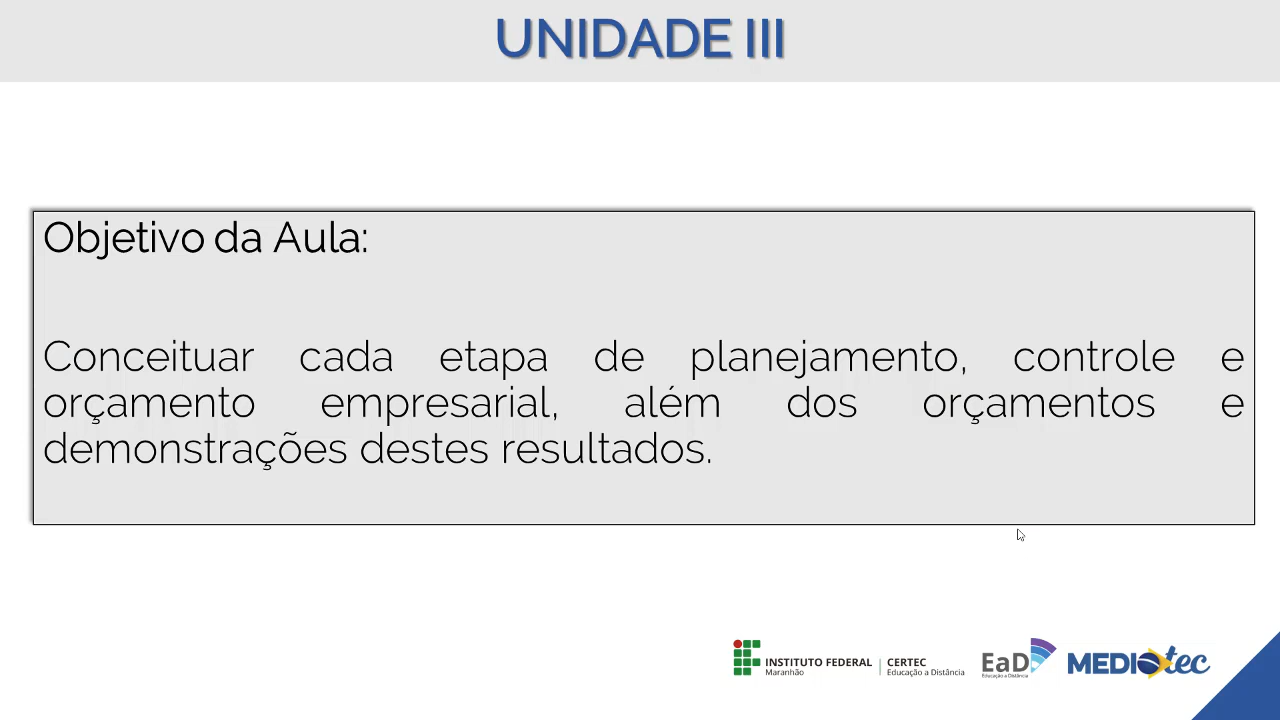 UNIDADE III
Objetivo da Aula:
Conceituar cada etapa de planejamento, controle e
orçamento empresarial, além dos orçamentos e
demonstrações destes resultados.
INSTITUTO FEDERAL
Maranhão
CERTEC
Educação a Distância
EaD
Educação a Distância
MEDIOtec